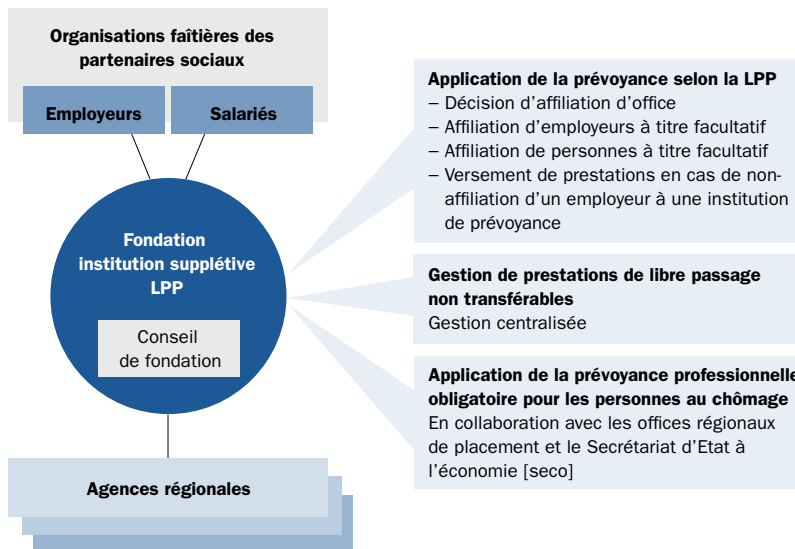 Organisations faîtières des
partenaires sociaux
Employeurs
Salariés
Fondation
institution supplétive
LPP
Conseil
de fondation
Agences régionales
Application de la prévoyance selon la LPP
– Décision d’affiliation d’office
– Affiliation d’employeurs à titre facultatif
– Affiliation de personnes à titre facultatif
– Versement de prestations en cas de non-
affiliation d’un employeur à une institution
de prévoyance
Gestion de prestations de libre passage
non transférables
Gestion centralisée
Application de la prévoyance professionnelle
obligatoire pour les personnes au chômage
En collaboration avec les offices régionaux
de placement et le Secrétariat d’Etat à
l’économie [seco]